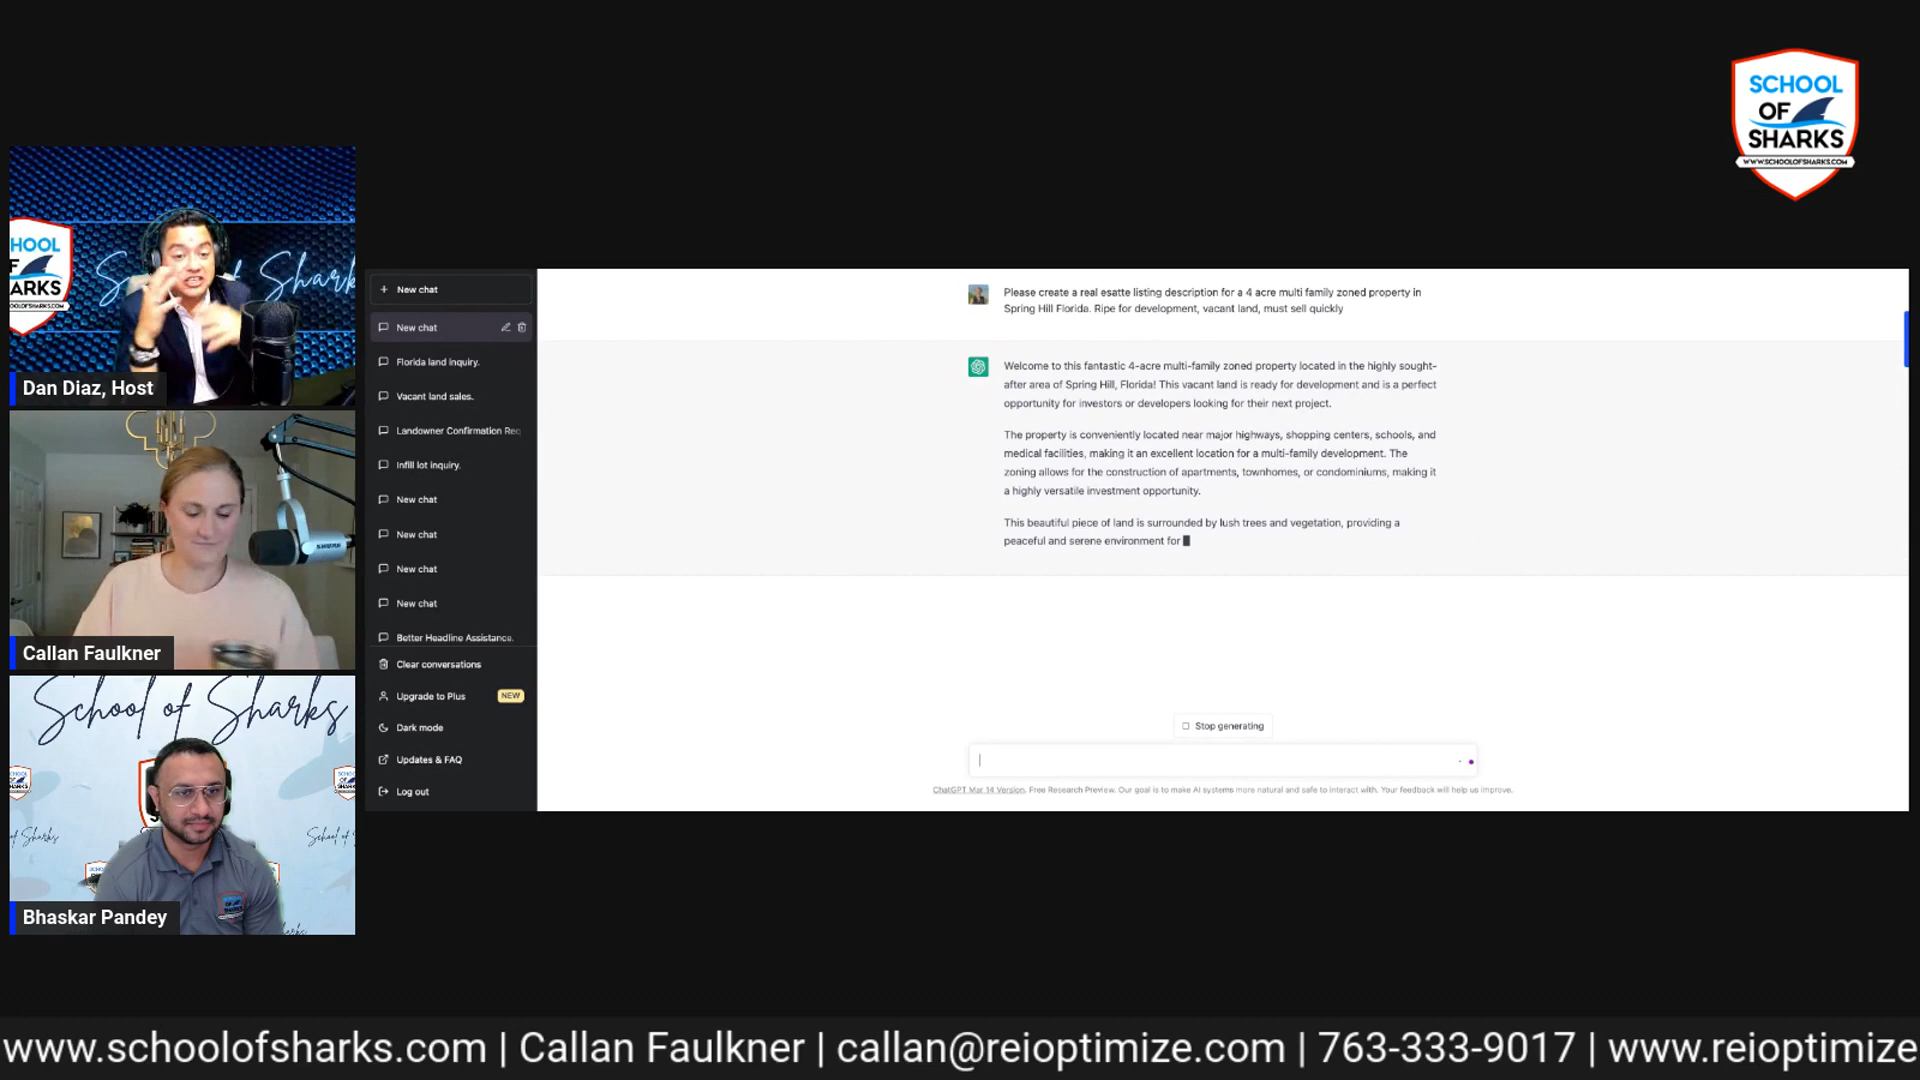 SCHOOL
OF
SHARKS
WWW.SCHOOLOFSHARKS.COM
HOOL
ARKS
Dan Diaz, Host
Callan Faulkner
SHURE
School of Sharks
Bhaskar Pandey
New chat
New chat
Florida land inquiry.
Vacant land sales.
Landowner Confirmation Req
Infill lot inquiry.
New chat
New chat
New chat
New chat
Better Headline Assistance.
Clear conversations
Upgrade to Plus NEW
Dark mode
Updates & FAQ
Log out
Please create a real esatte listing description for a 4 acre multi family zoned property in
Spring Hill Florida. Ripe for development, vacant land, must sell quickly
Welcome to this fantastic 4-acre multi-family zoned property located in the highly sought-
after area of Spring Hill, Florida! This vacant land is ready for development and is a perfect
opportunity for investors or developers looking for their next project.
The property is conveniently located near major highways, shopping centers, schools, and
medical facilities, making it an excellent location for a multi-family development. The
zoning allows for the construction of apartments, townhomes, or condominiums, making it
a highly versatile investment opportunity.
This beautiful piece of land is surrounded by lush trees and vegetation, providing a
peaceful and serene environment for
Stop generating
ChatGPT Mar 14 Version. Free Research Preview. Our goal is to make AI systems more natural and safe to interact with. Your feedback will help us improve.
www.schoolofsharks.com | Callan Faulkner | callan@reioptimize.com | 763-333-9017 | www.reioptimize